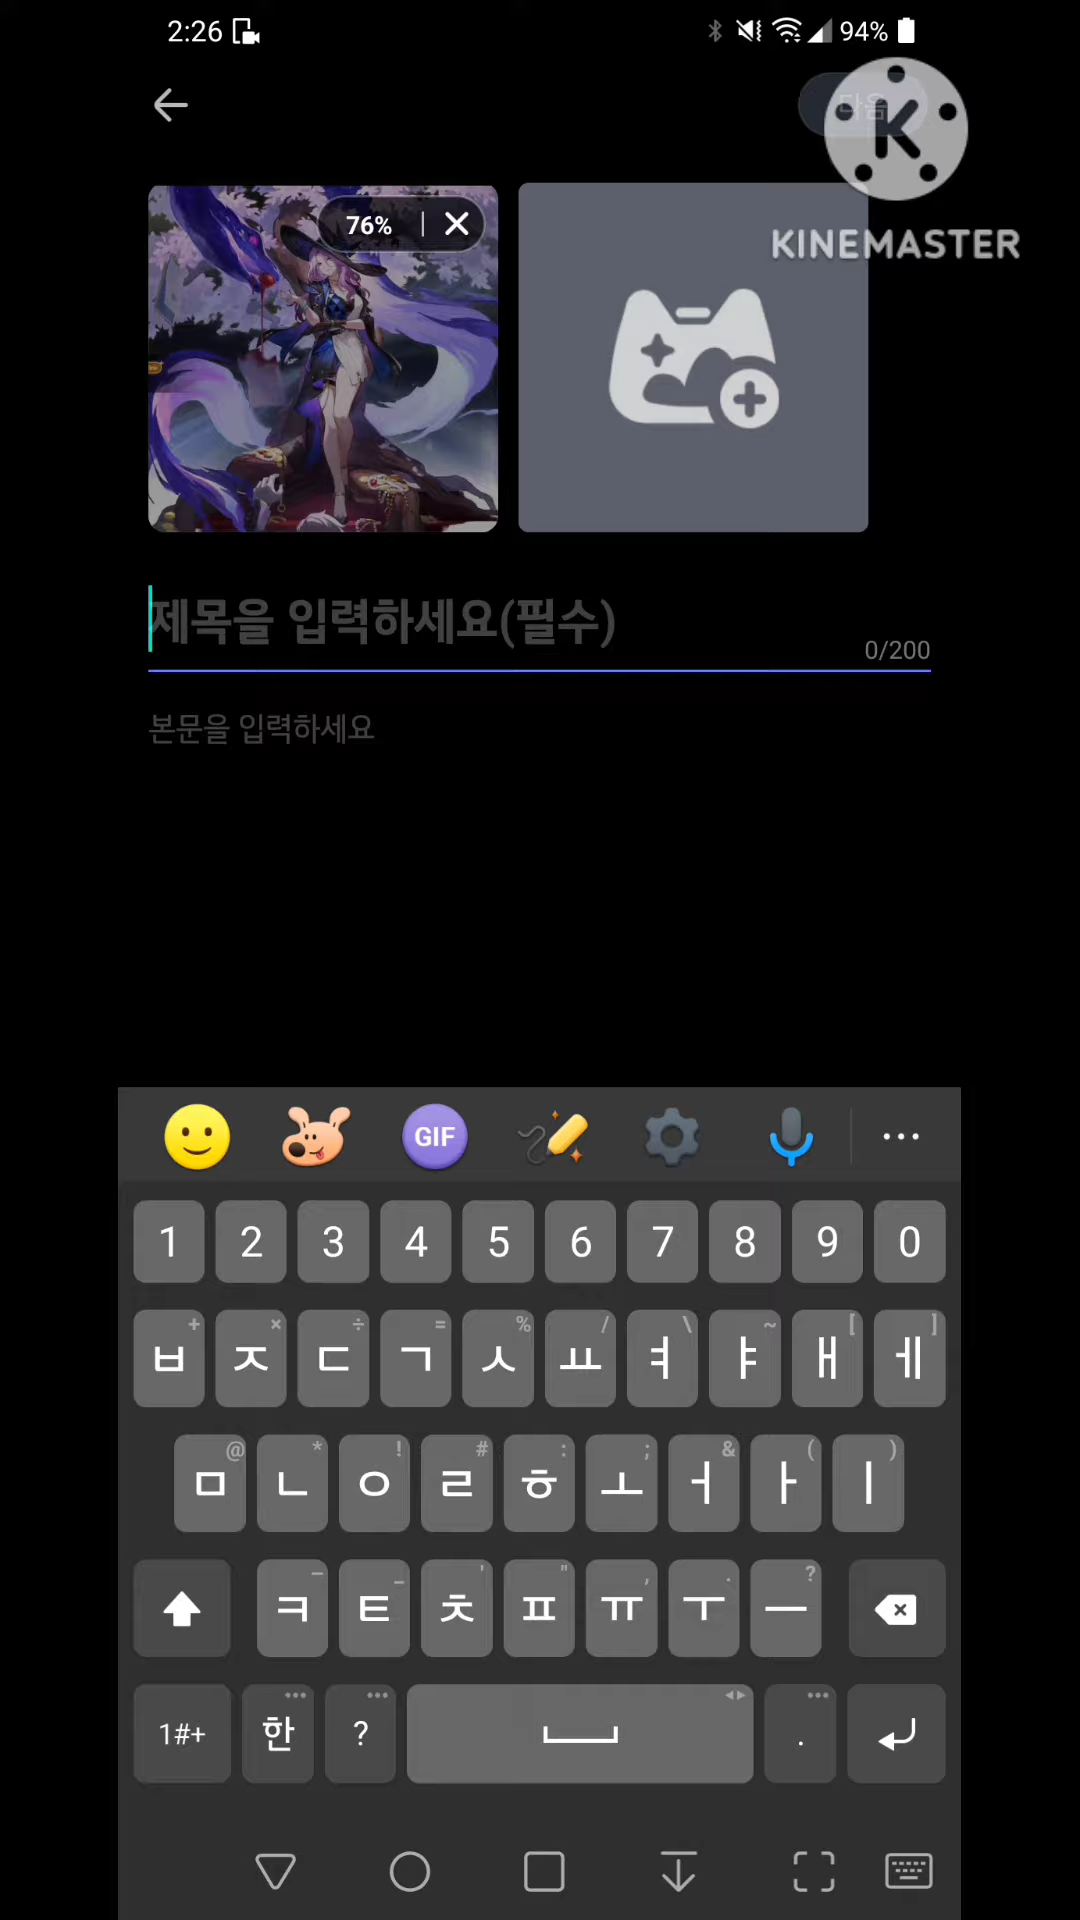 2:26
94%
다음
K
KINEMASTER
76%
제목을 입력하세요(필수)
0/200
본문을 입력하세요
GIF
1 2 3 4 5 6 7 8 9 0
+ × ÷ = % / \ ~ [ ]
ㅂ ㅈ ㄷ ㄱ ㅅ ㅛ ㅕ ㅑ ㅐ ㅔ
@ * ! # : ; & ( )
ㅁ ㄴ ㅇ ㄹ ㅎ ㅗ ㅓ ㅏ ㅣ
– _ ' " , . ?
ㅋ ㅌ ㅊ ㅍ ㅠ ㅜ ㅡ
1#+ 한 ? .